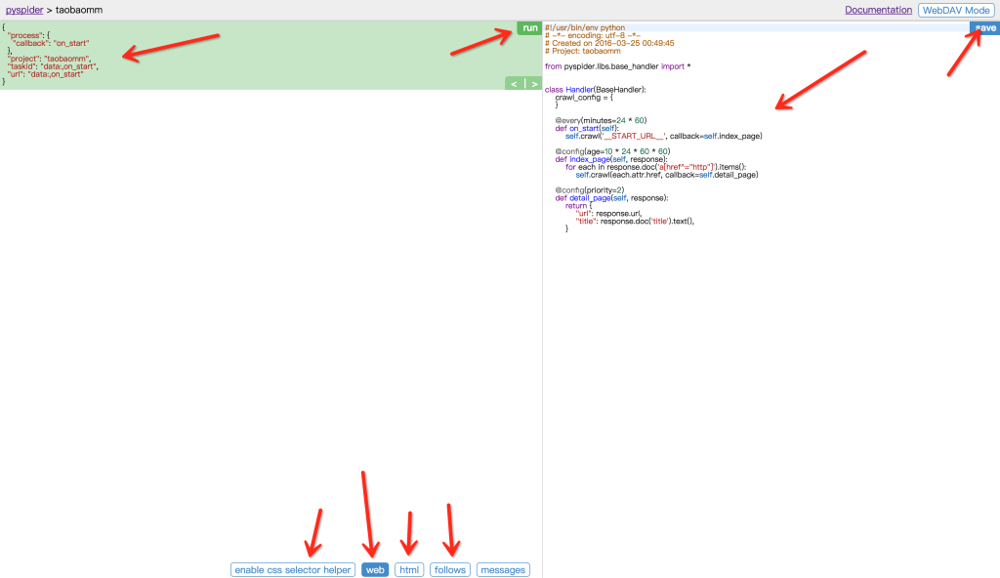 pyspider > taobaomm
Documentation
WebDAV Mode
{
"process": {
"callback": "on_start"
},
"project": "taobaomm",
"taskid": "data:,on_start",
"url": "data:,on_start"
}
run
< | >
enable css selector helper
web
html
follows
messages
save
#!/usr/bin/env python
# -*- encoding: utf-8 -*-
# Created on 2016-03-25 00:49:45
# Project: taobaomm
from pyspider.libs.base_handler import *
class Handler(BaseHandler):
crawl_config = {
}
@every(minutes=24 * 60)
def on_start(self):
self.crawl('__START_URL__', callback=self.index_page)
@config(age=10 * 24 * 60 * 60)
def index_page(self, response):
for each in response.doc('a[href^="http"]').items():
self.crawl(each.attr.href, callback=self.detail_page)
@config(priority=2)
def detail_page(self, response):
return {
"url": response.url,
"title": response.doc('title').text(),
}